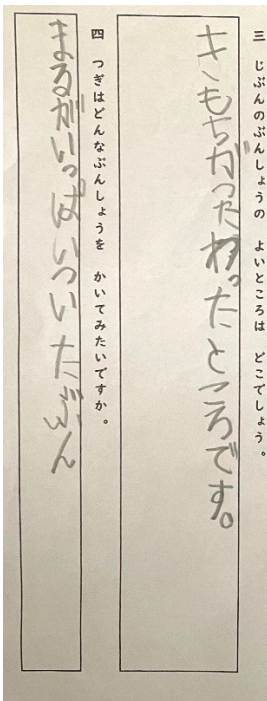 三 じぶんのぶんしょうの よいところは どこでしょう。
きもちがつたわったところです。
四 つぎはどんなぶんしょうを かいてみたいですか。
まるがいっぱいついたぶん